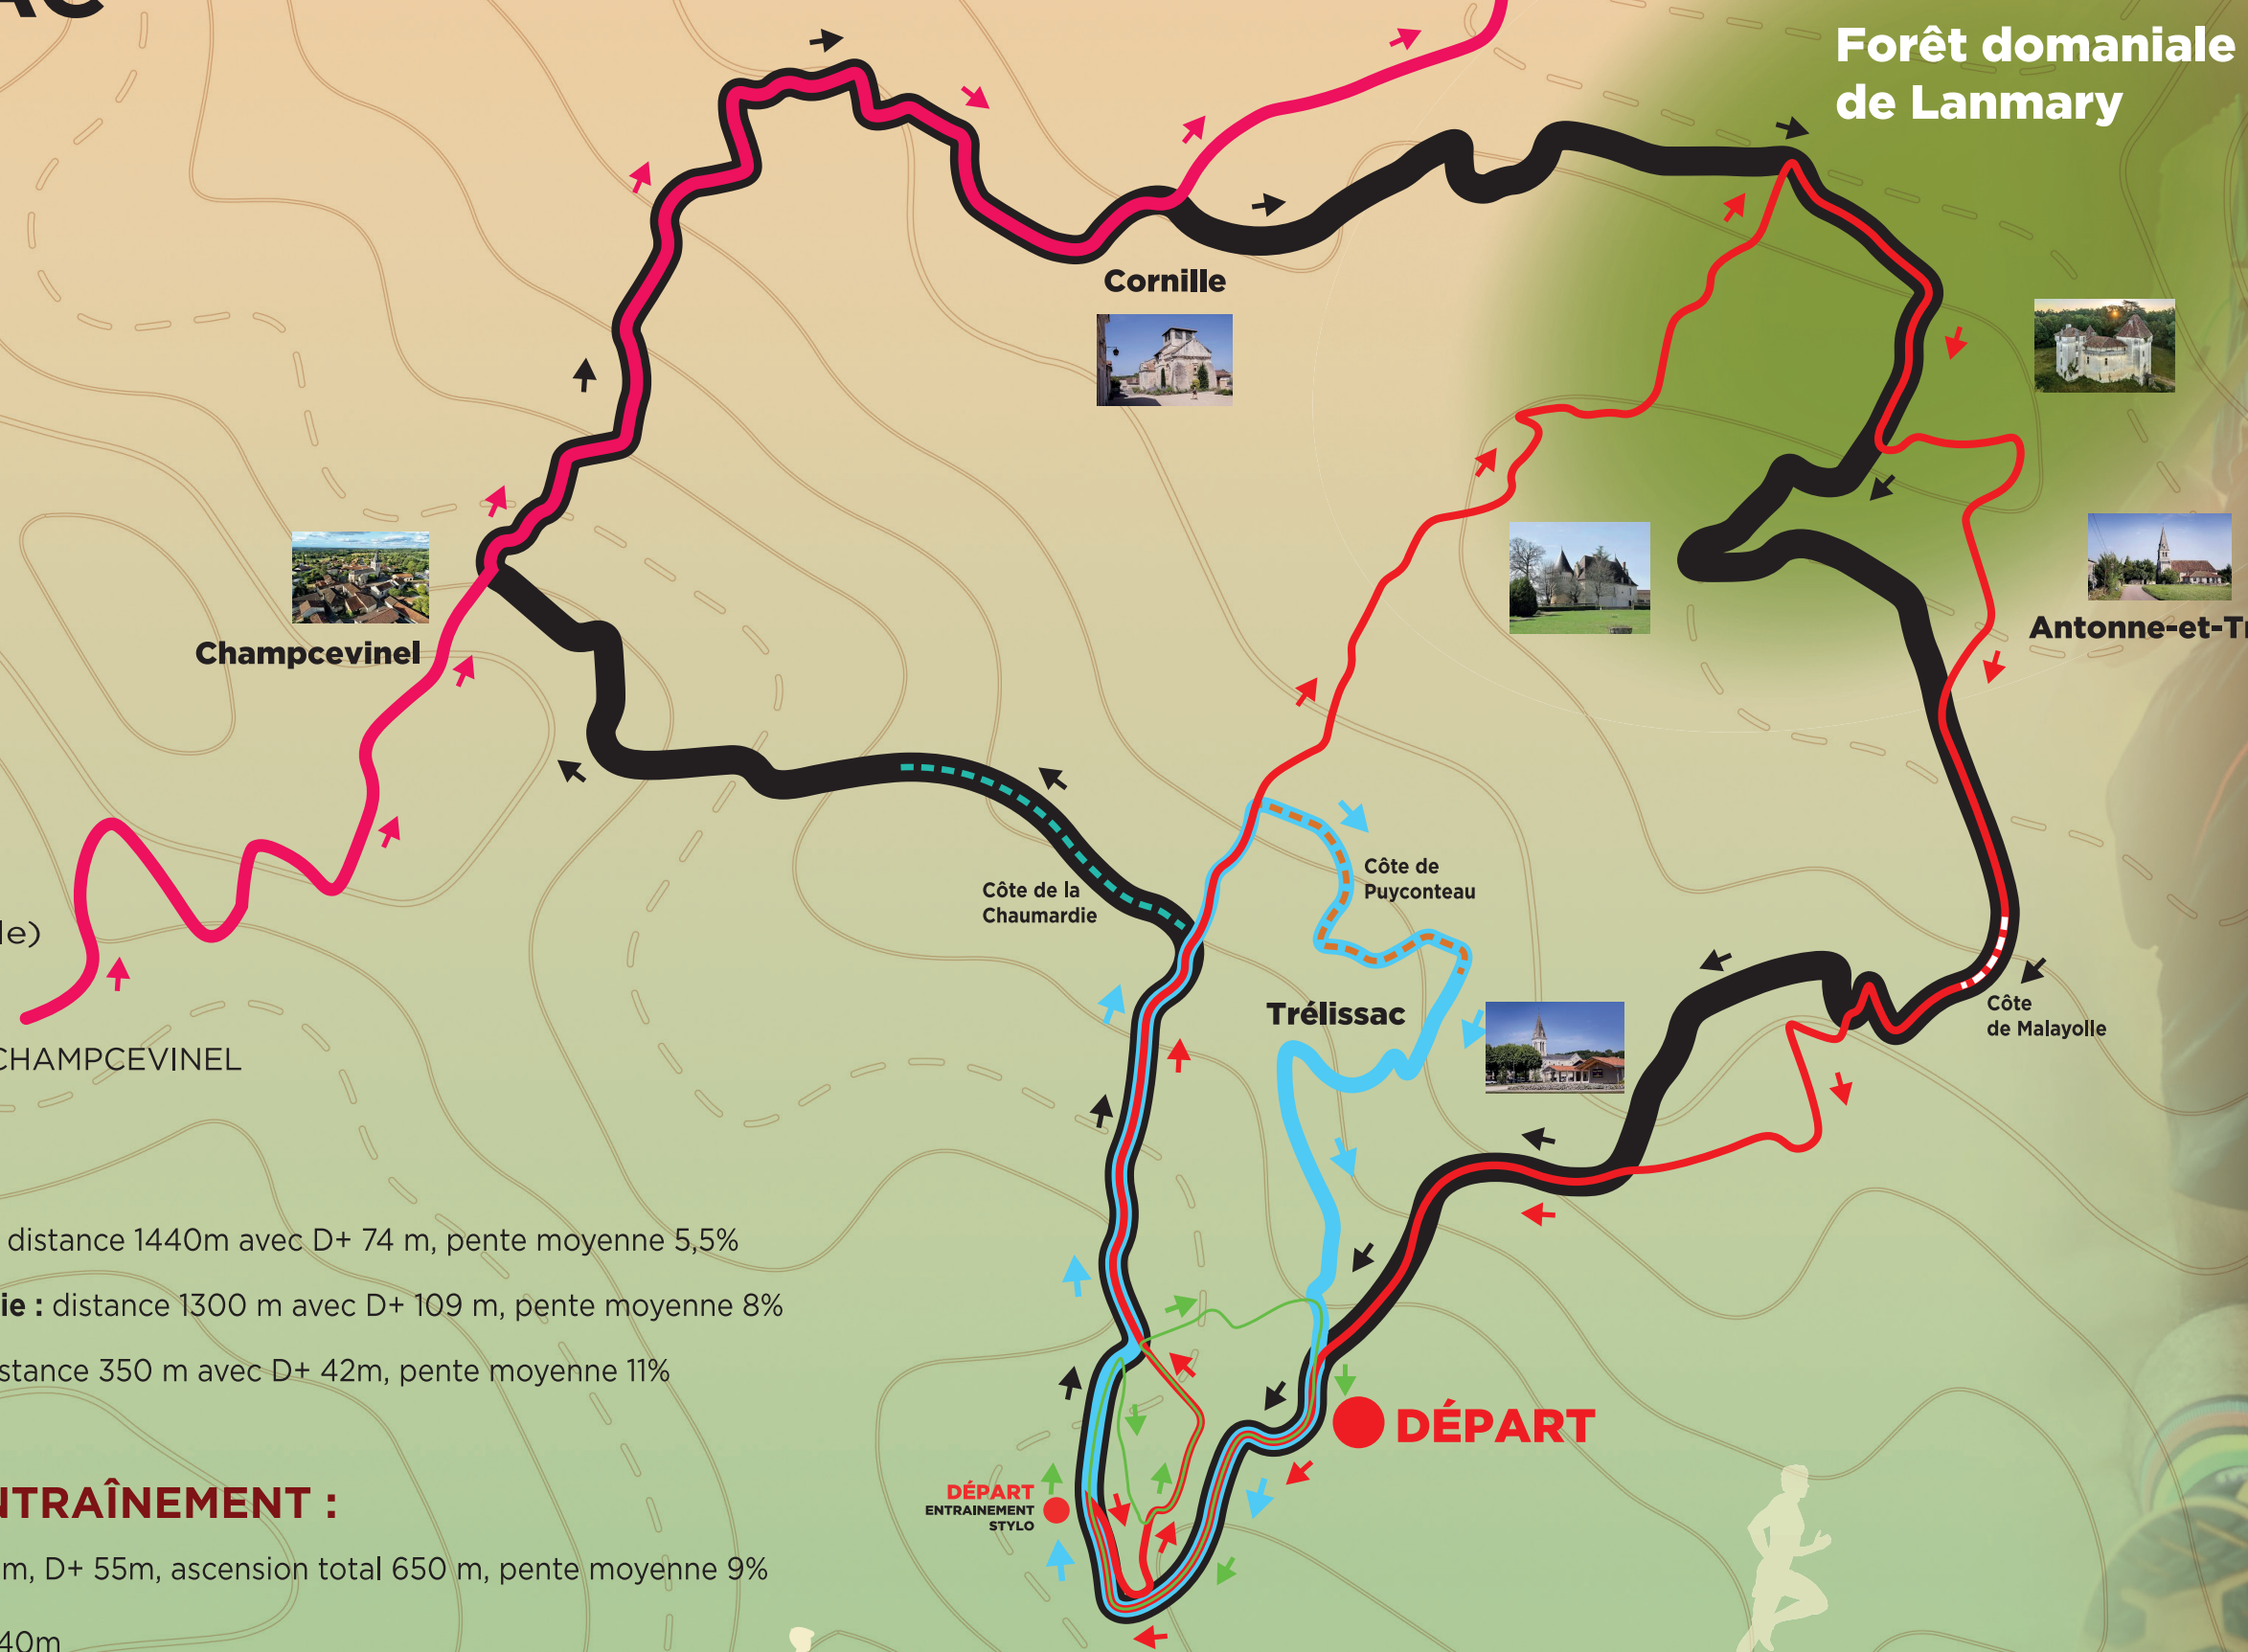 AC
Forêt domaniale
de Lanmary
Cornille
Champcevinel
Antonne-et-Tr
Côte de
Puyconteau
Côte de la
Chaumardie
le)
Trélissac
Côte
de Malayolle
CHAMPCEVINEL
distance 1440m avec D+ 74 m, pente moyenne 5,5%
ie : distance 1300 m avec D+ 109 m, pente moyenne 8%
stance 350 m avec D+ 42m, pente moyenne 11%
DÉPART
DÉPART
ENTRAINEMENT
STYLO
NTRAÎNEMENT :
m, D+ 55m, ascension total 650 m, pente moyenne 9%
40m